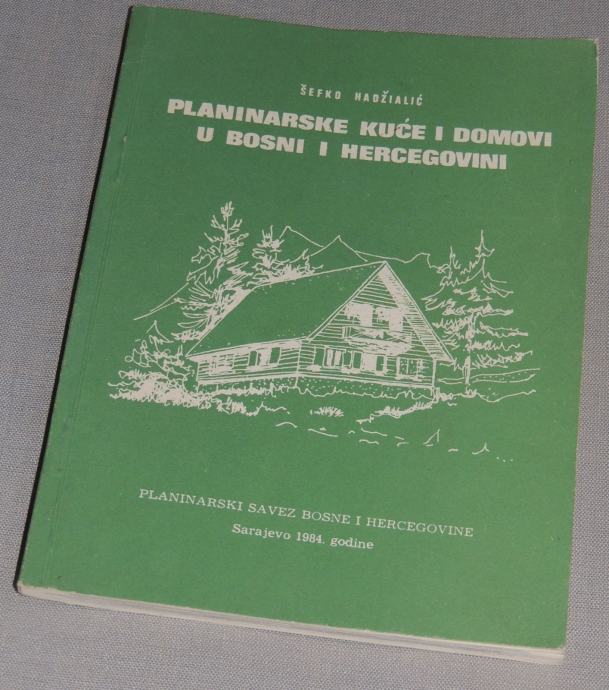 ŠEFKO HADŽIALIĆ
PLANINARSKE KUĆE I DOMOVI
U BOSNI I HERCEGOVINI
PLANINARSKI SAVEZ BOSNE I HERCEGOVINE
Sarajevo 1984. godine